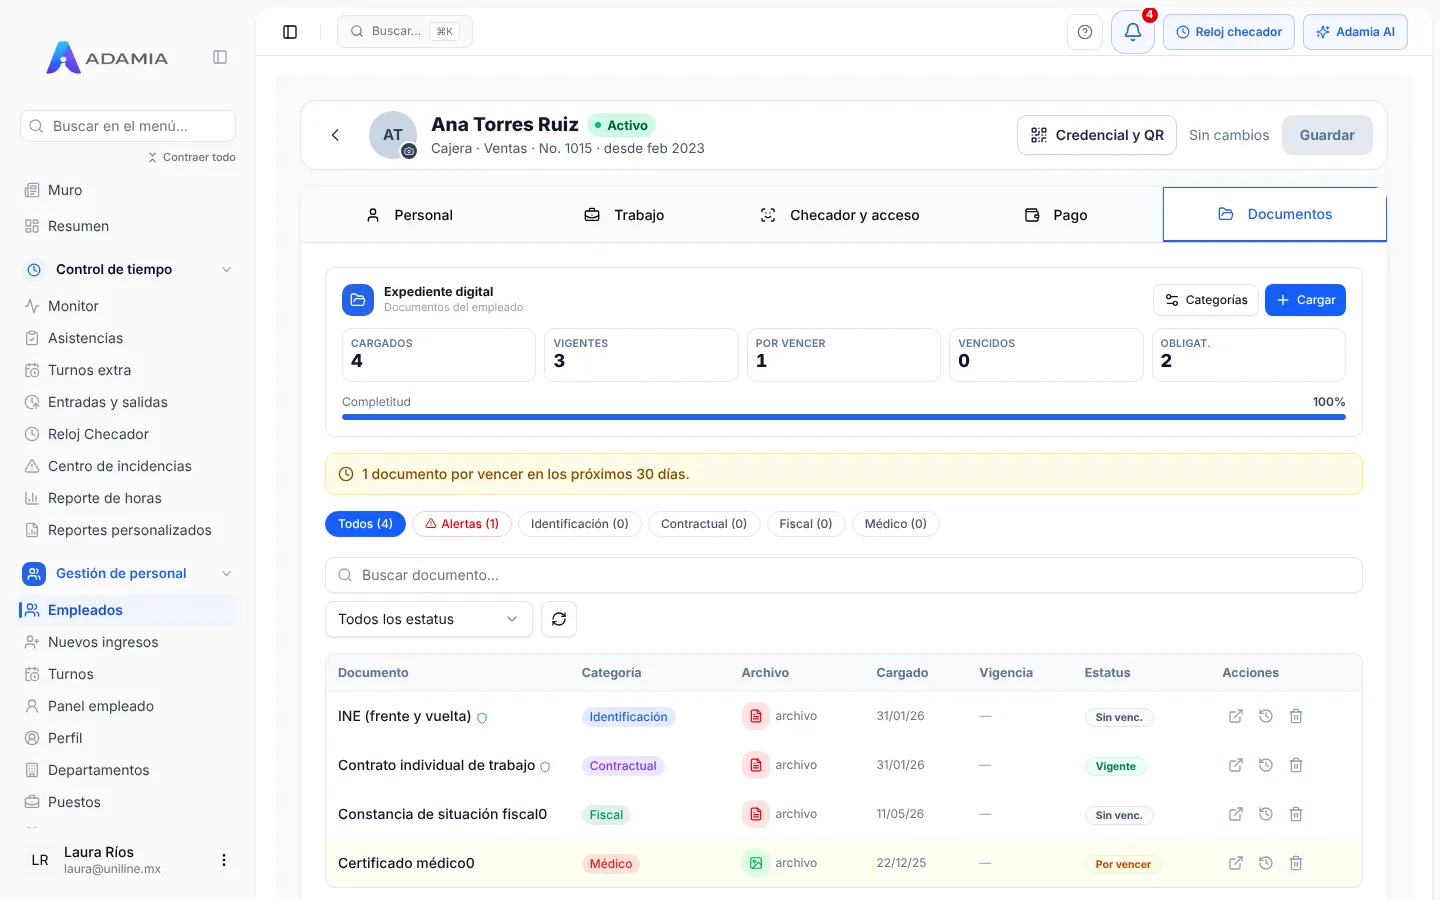 ADAMIA
Buscar en el menú...
Contraer todo
Muro
Resumen
Control de tiempo
Monitor
Asistencias
Turnos extra
Entradas y salidas
Reloj Checador
Centro de incidencias
Reporte de horas
Reportes personalizados
Gestión de personal
Empleados
Nuevos ingresos
Turnos
Panel empleado
Perfil
Departamentos
Puestos
LR
Laura Ríos
laura@uniline.mx
Buscar... ⌘K
4
Reloj checador
Adamia AI
AT
Ana Torres Ruiz
Activo
Cajera · Ventas · No. 1015 · desde feb 2023
Credencial y QR
Sin cambios
Guardar
Personal
Trabajo
Checador y acceso
Pago
Documentos
Expediente digital
Documentos del empleado
Categorías
Cargar
CARGADOS
4
VIGENTES
3
POR VENCER
1
VENCIDOS
0
OBLIGAT.
2
Completitud 100%
1 documento por vencer en los próximos 30 días.
Todos (4) Alertas (1) Identificación (0) Contractual (0) Fiscal (0) Médico (0)
Buscar documento...
Todos los estatus
Documento Categoría Archivo Cargado Vigencia Estatus Acciones
INE (frente y vuelta) Identificación archivo 31/01/26 — Sin venc.
Contrato individual de trabajo Contractual archivo 31/01/26 — Vigente
Constancia de situación fiscal0 Fiscal archivo 11/05/26 — Sin venc.
Certificado médico0 Médico archivo 22/12/25 — Por vencer